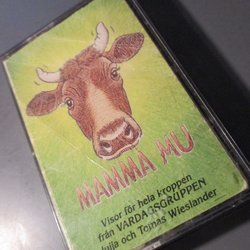 MAMMA MU
Visor för hela kroppen
från VARDAGSGRUPPEN
Jujja och Tomas Wieslander